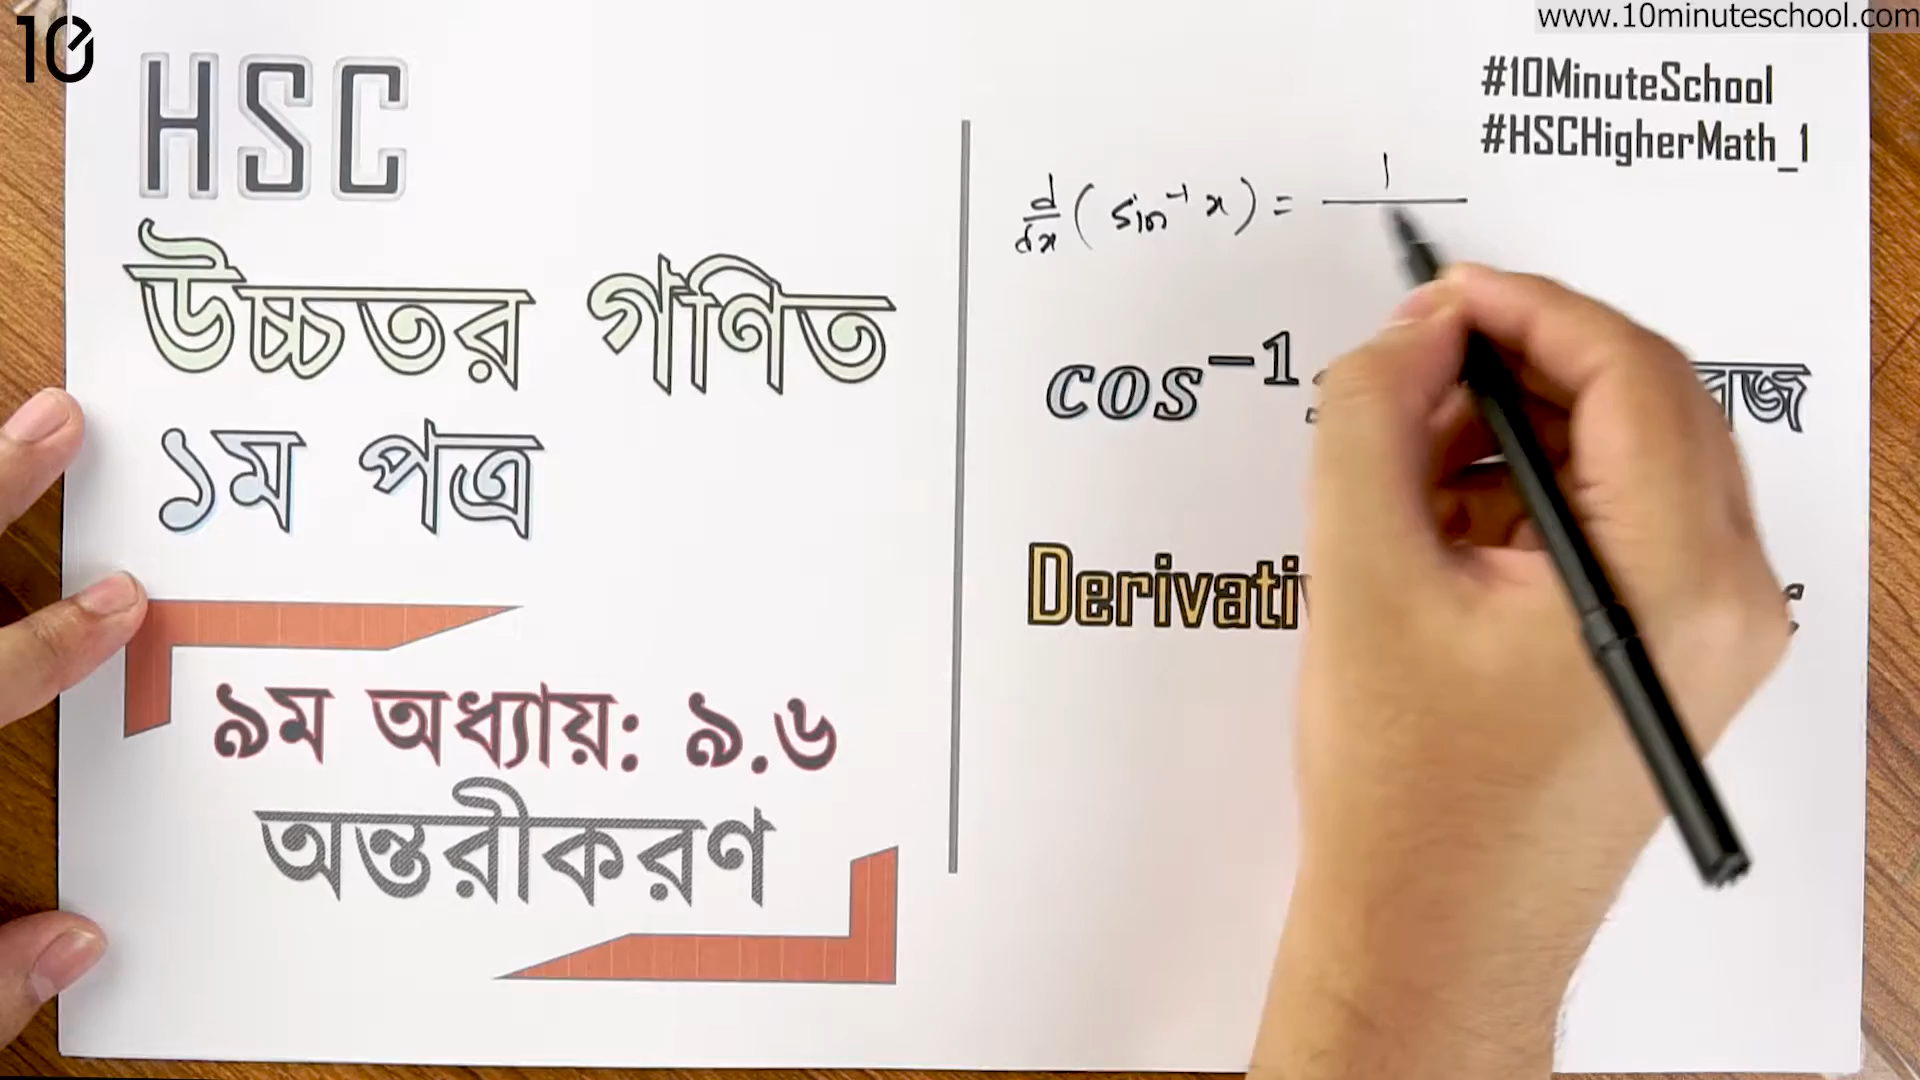 10
www.10minuteschool.com
HSC
উচ্চতর গণিত
১ম পত্র
৯ম অধ্যায়: ৯.৬
অন্তরীকরণ
#10MinuteSchool
#HSCHigherMath_1
d/dx (sin⁻¹ x) = 1/
cos⁻¹